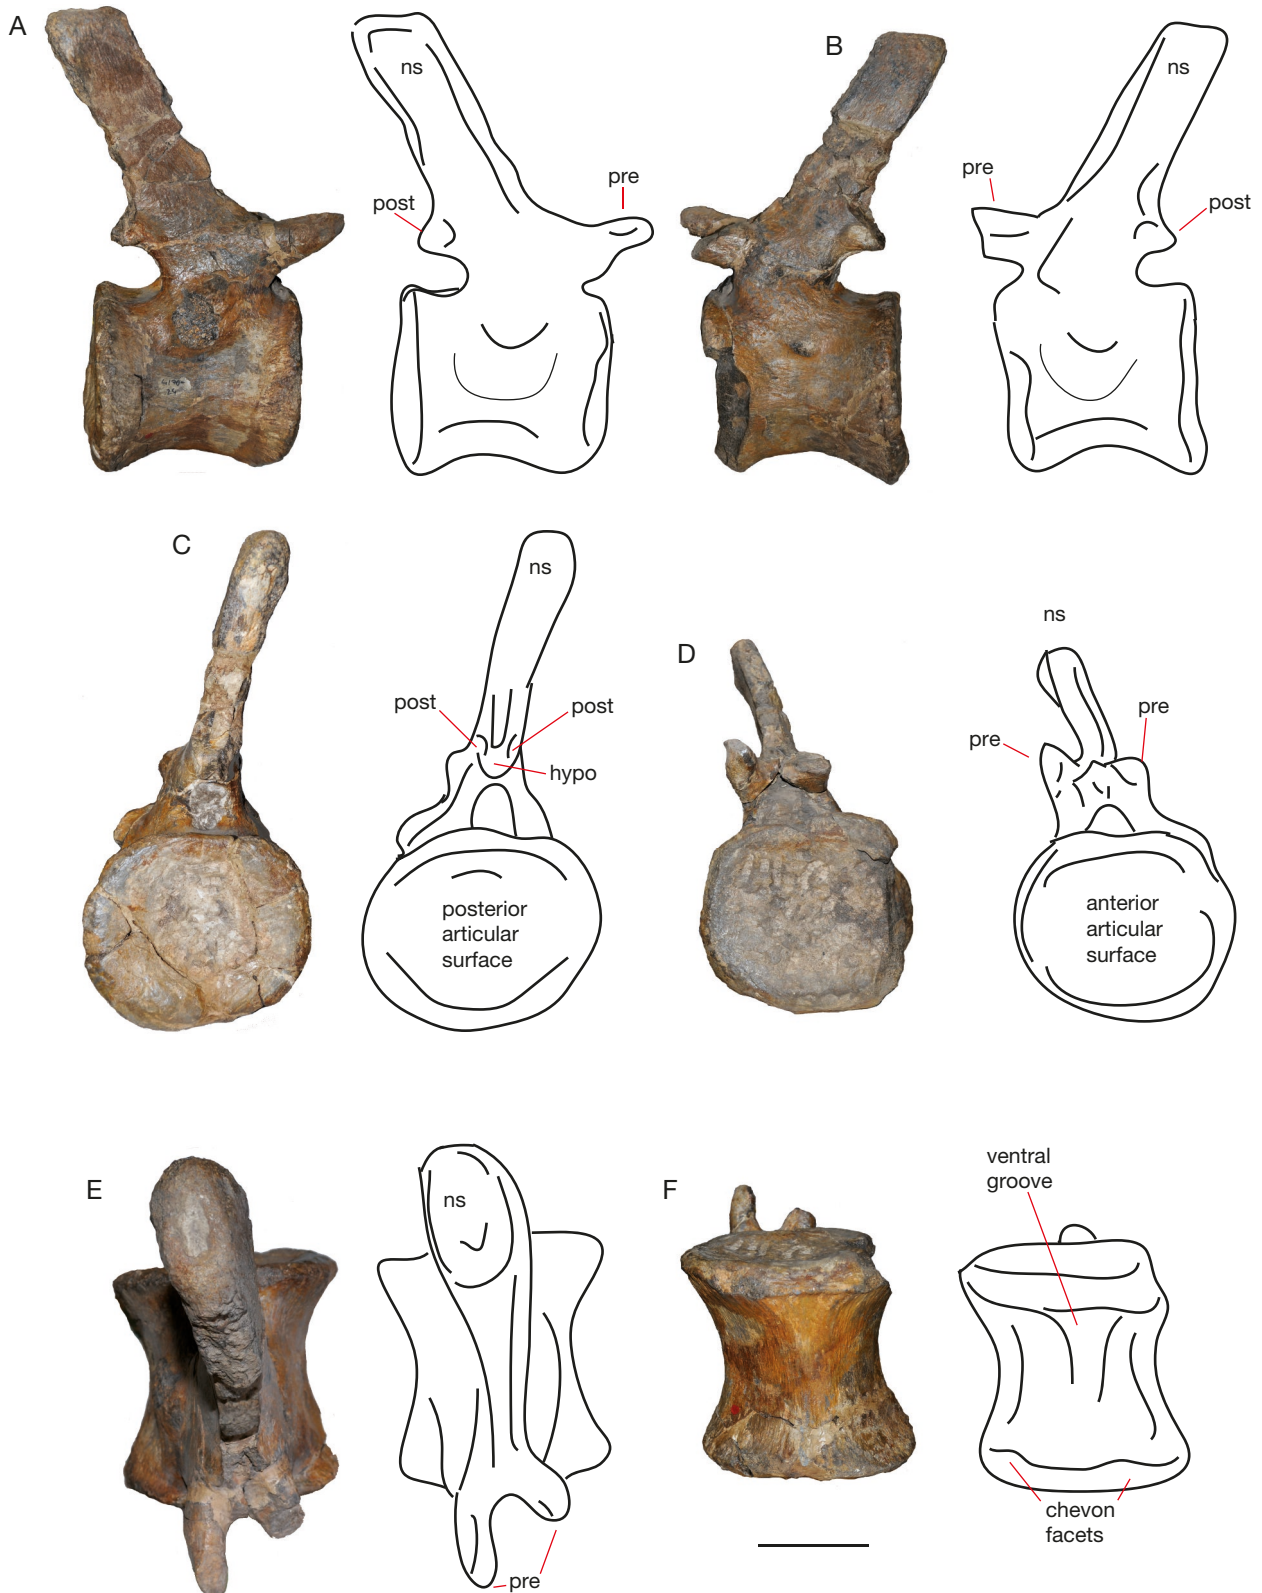 A
ns
pre
post
B
ns
pre
post
C
ns
post
post
hypo
posterior
articular
surface
D
ns
pre
pre
anterior
articular
surface
E
ns
pre
F
ventral
groove
chevon
facets